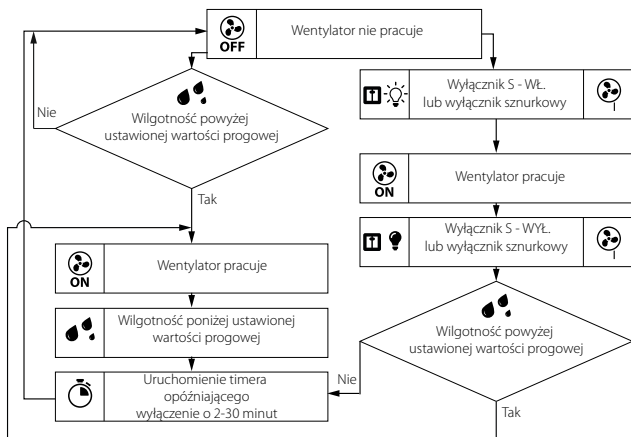 OFF
Wentylator nie pracuje
Nie
Wilgotność powyżej
ustawionej wartości progowej
Tak
ON
Wentylator pracuje
Wilgotność poniżej ustawionej
wartości progowej
Uruchomienie timera
opóźniającego
wyłączenie o 2-30 minut
Wyłącznik S - WŁ.
lub wyłącznik sznurkowy
ON
Wentylator pracuje
Wyłącznik S - WYŁ.
lub wyłącznik sznurkowy
Wilgotność powyżej
ustawionej wartości progowej
Nie
Tak